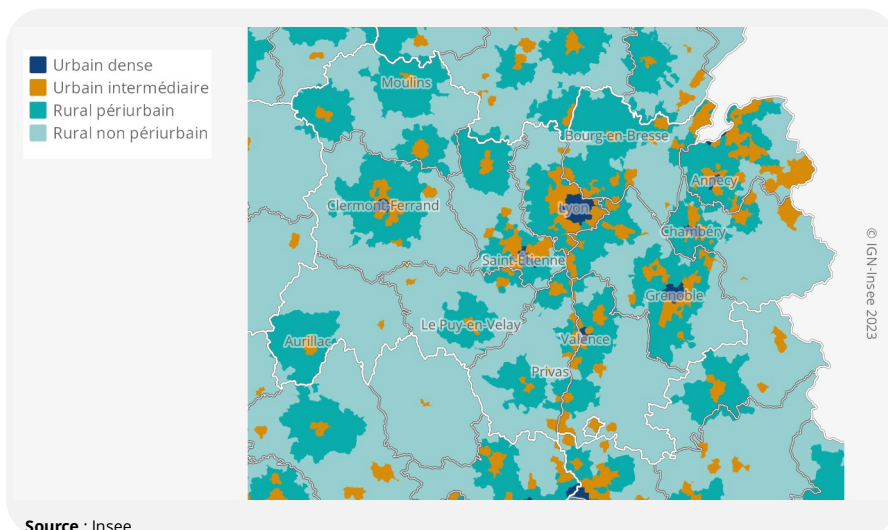 Urbain dense
Urbain intermédiaire
Rural périurbain
Rural non périurbain
Moulins
Bourg-en-Bresse
Annecy
Clermont-Ferrand
Lyon
Chambéry
Saint-Étienne
Grenoble
Le Puy-en-Velay
Aurillac
Valence
Privas
© IGN-Insee 2023
Source : Insee